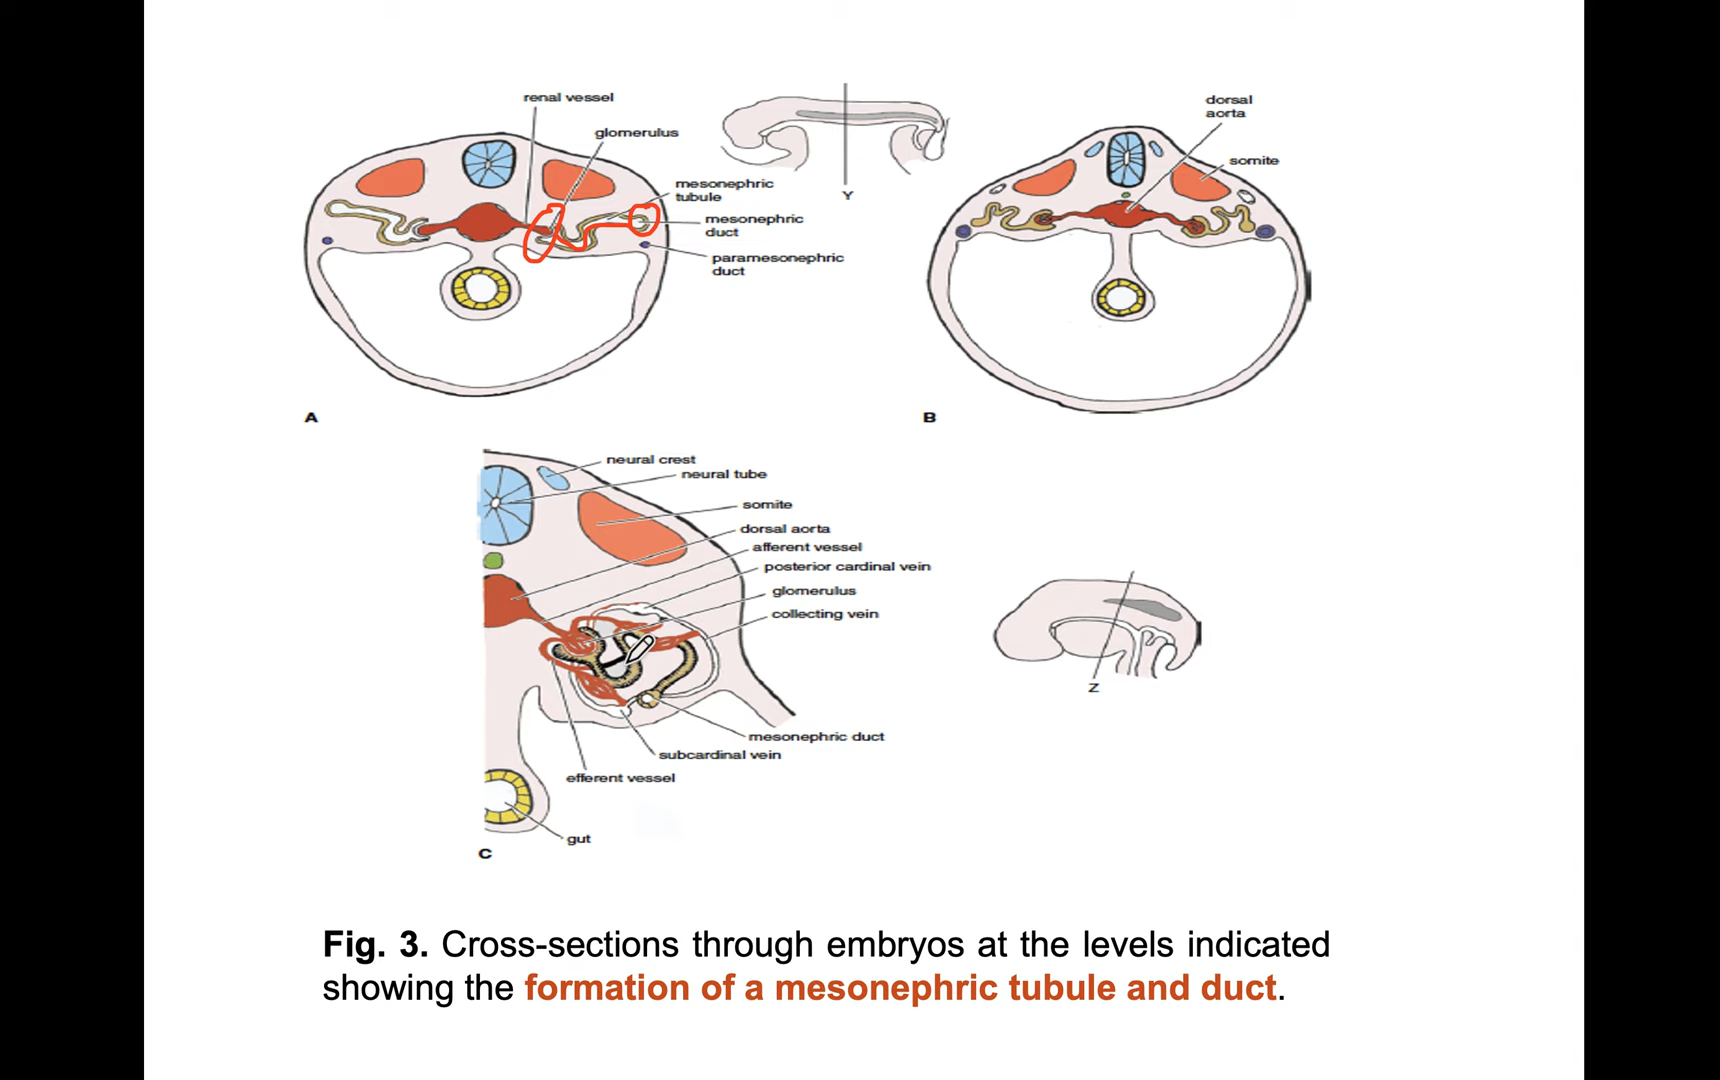 renal vessel
glomerulus
mesonephric
tubule
mesonephric
duct
paramesonephric
duct
A
Y
dorsal
aorta
somite
B
neural crest
neural tube
somite
dorsal aorta
afferent vessel
posterior cardinal vein
glomerulus
collecting vein
mesonephric duct
subcardinal vein
efferent vessel
gut
C
Z
Fig. 3. Cross-sections through embryos at the levels indicated
showing the formation of a mesonephric tubule and duct.